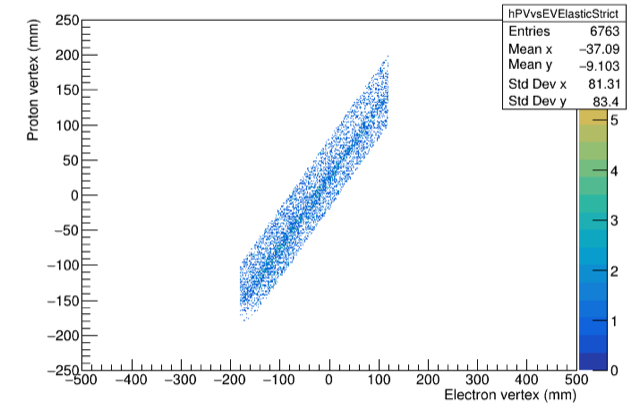 hPVvsEVElasticStrict
Entries 6763
Mean x −37.09
Mean y −9.103
Std Dev x 81.31
Std Dev y 83.4
Proton vertex (mm)
250
200
150
100
50
0
−50
−100
−150
−200
−250
−500 −400 −300 −200 −100 0 100 200 300 400 500
Electron vertex (mm)
5
4
3
2
1
0